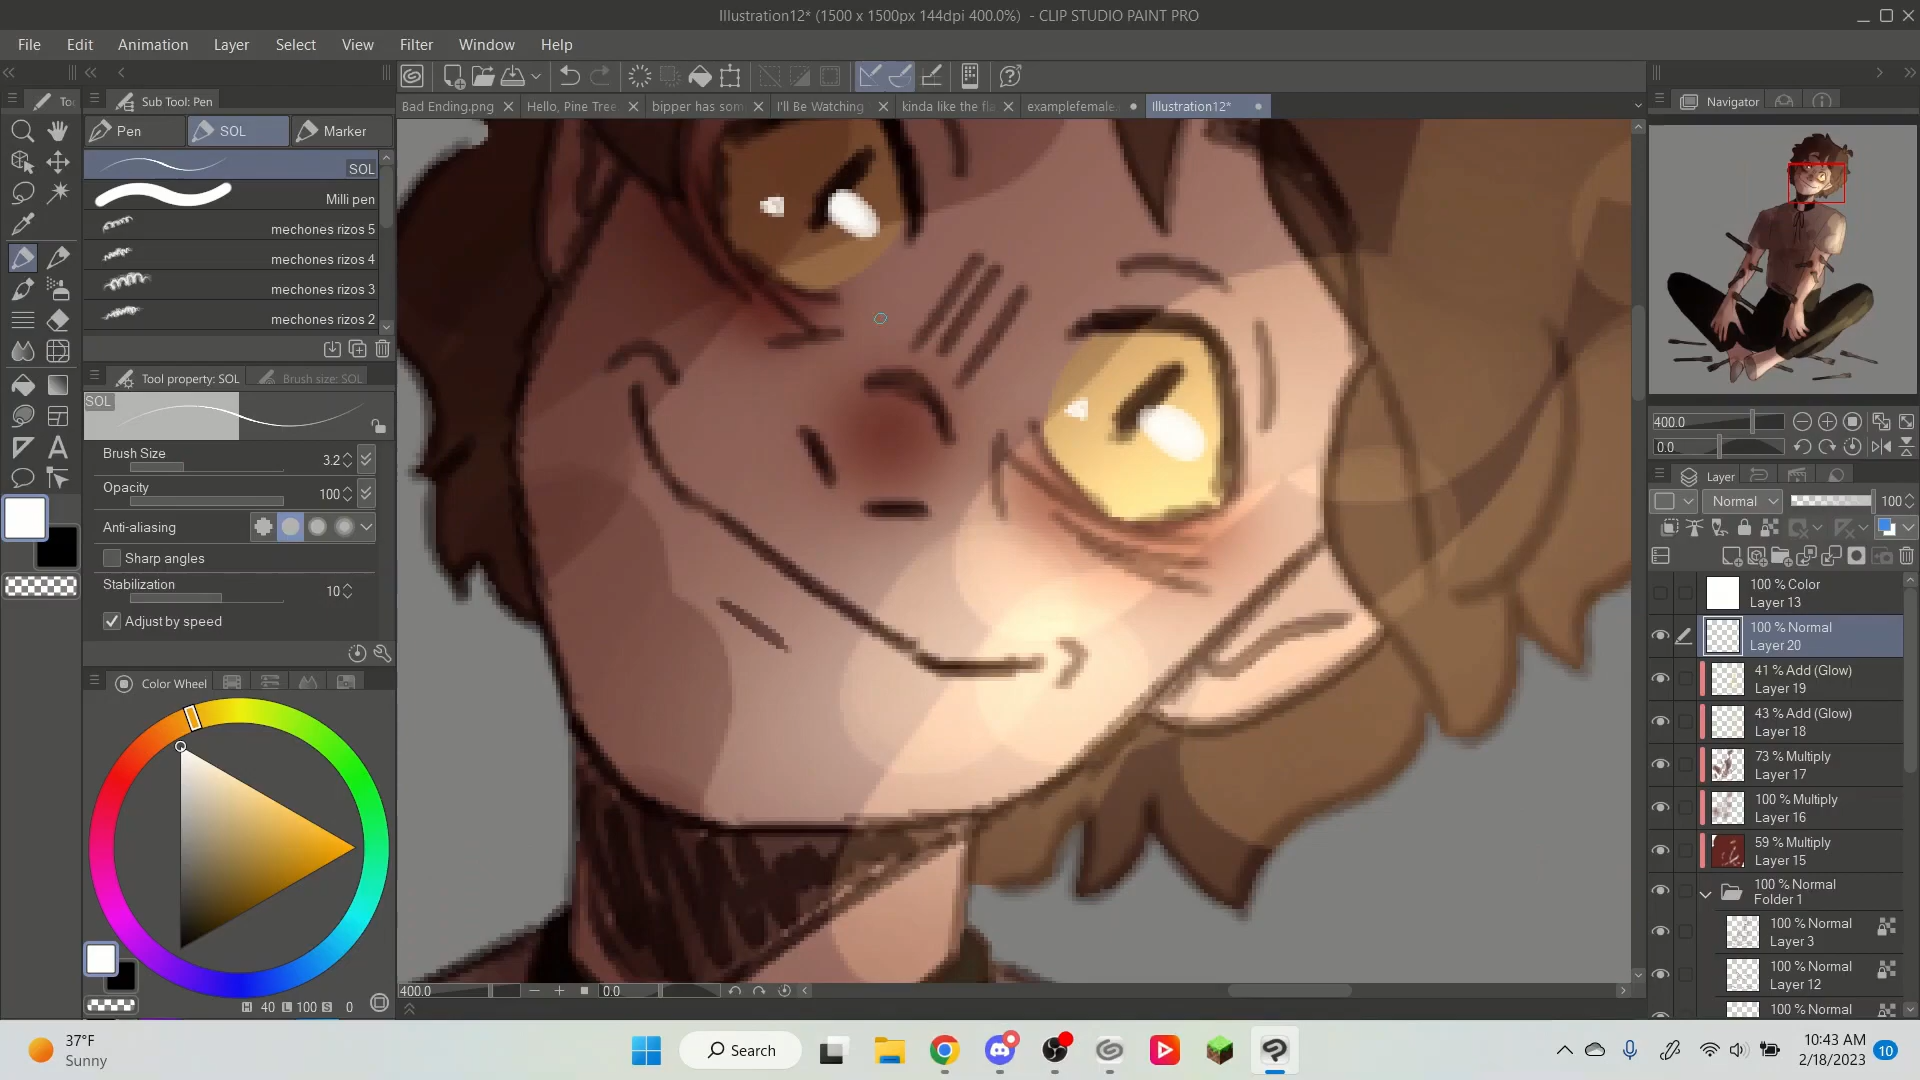 Illustration12* (1500 x 1500px 144dpi 400.0%) - CLIP STUDIO PAINT PRO
File Edit Animation Layer Select View Filter Window Help
Sub Tool: Pen
Bad Ending.png Hello, Pine Tree. bipper has som I'll Be Watching kinda like the fla examplefemale. Illustration12*
Navigator
Pen SOL Marker
SOL
Milli pen
mechones rizos 5
mechones rizos 4
mechones rizos 3
mechones rizos 2
Tool property: SOL Brush size: SOL
SOL
Brush Size 3.2
Opacity 100
Anti-aliasing
Sharp angles
Stabilization 10
Adjust by speed
Color Wheel
H 40 L 100 S 0
400.0 0.0
400.0
0.0
Layer
Normal 100
100 % Color
Layer 13
100 % Normal
Layer 20
41 % Add (Glow)
Layer 19
43 % Add (Glow)
Layer 18
73 % Multiply
Layer 17
100 % Multiply
Layer 16
59 % Multiply
Layer 15
100 % Normal
Folder 1
100 % Normal
Layer 3
100 % Normal
Layer 12
100 % Normal
37°F
Sunny
Search
10:43 AM
2/18/2023
10